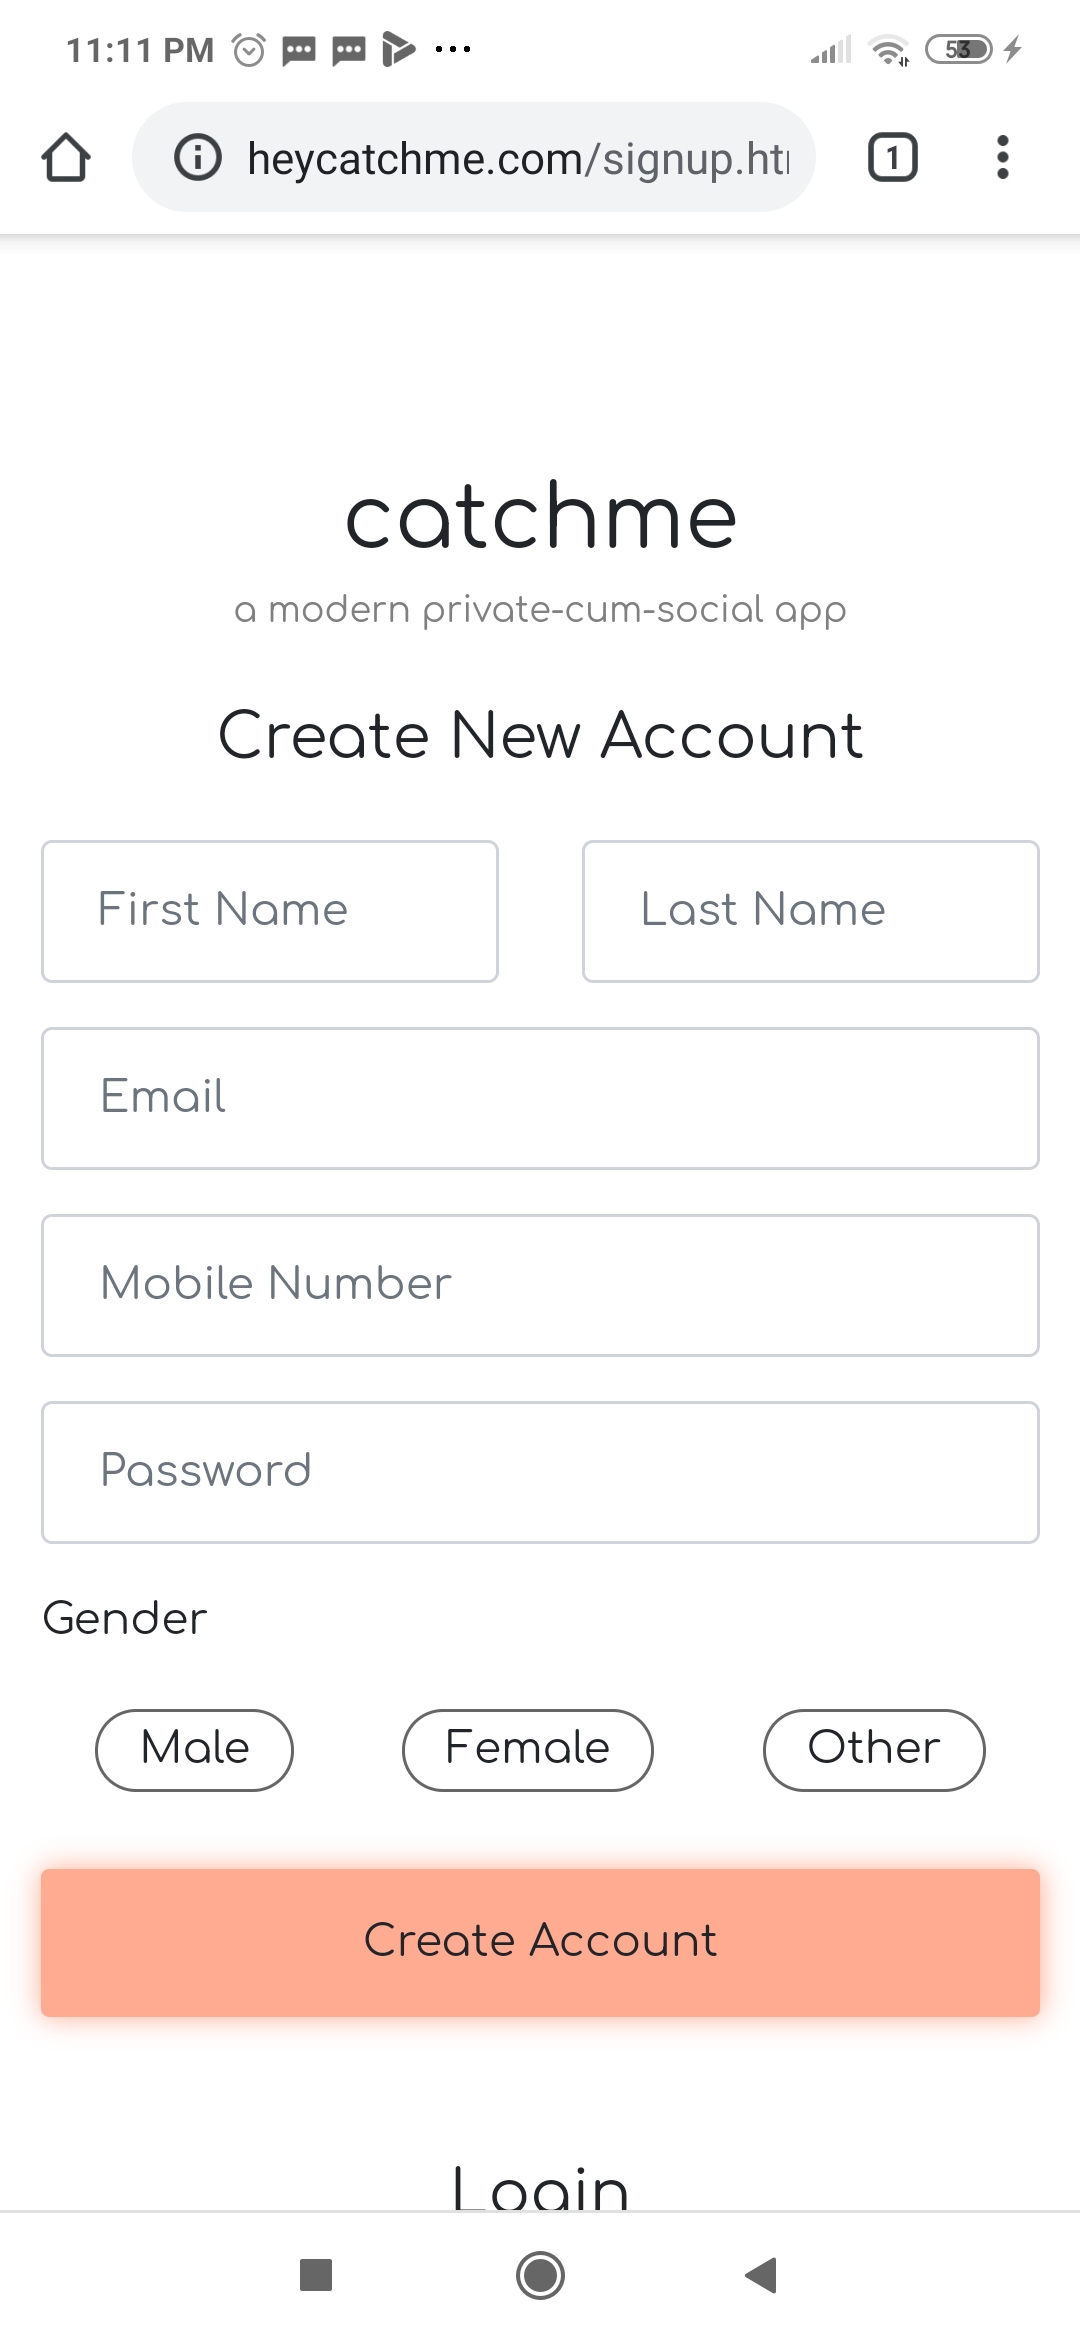 11:11 PM 53
heycatchme.com/signup.ht
1
catchme
a modern private-cum-social app
Create New Account
First Name Last Name
Email
Mobile Number
Password
Gender
Male Female Other
Create Account
Login